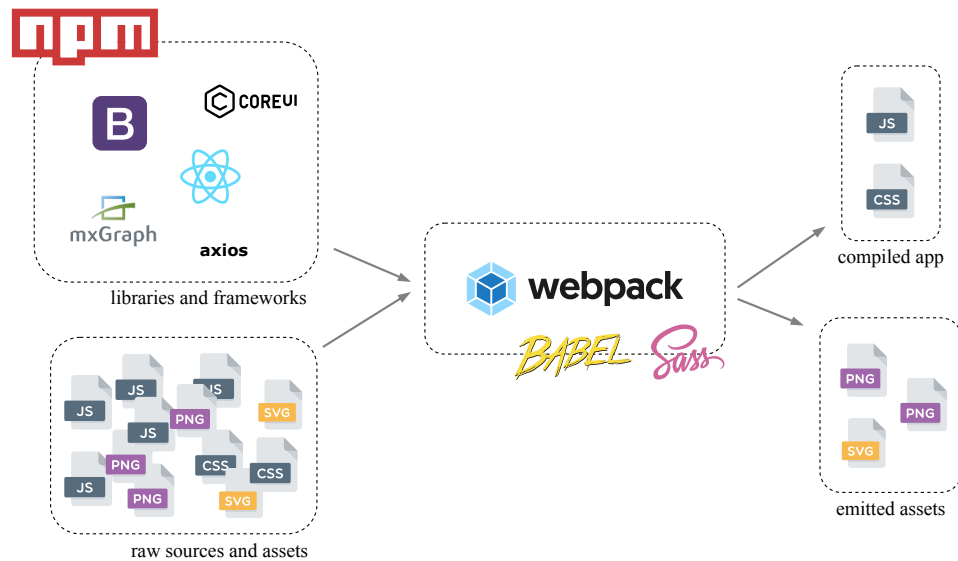 npm
B
COREUI
mxGraph
axios
libraries and frameworks
JS
JS
JS
JS
PNG
SVG
JS
PNG
CSS
CSS
JS
PNG
SVG
raw sources and assets
webpack
BABEL
Sass
JS
CSS
compiled app
PNG
PNG
SVG
emitted assets